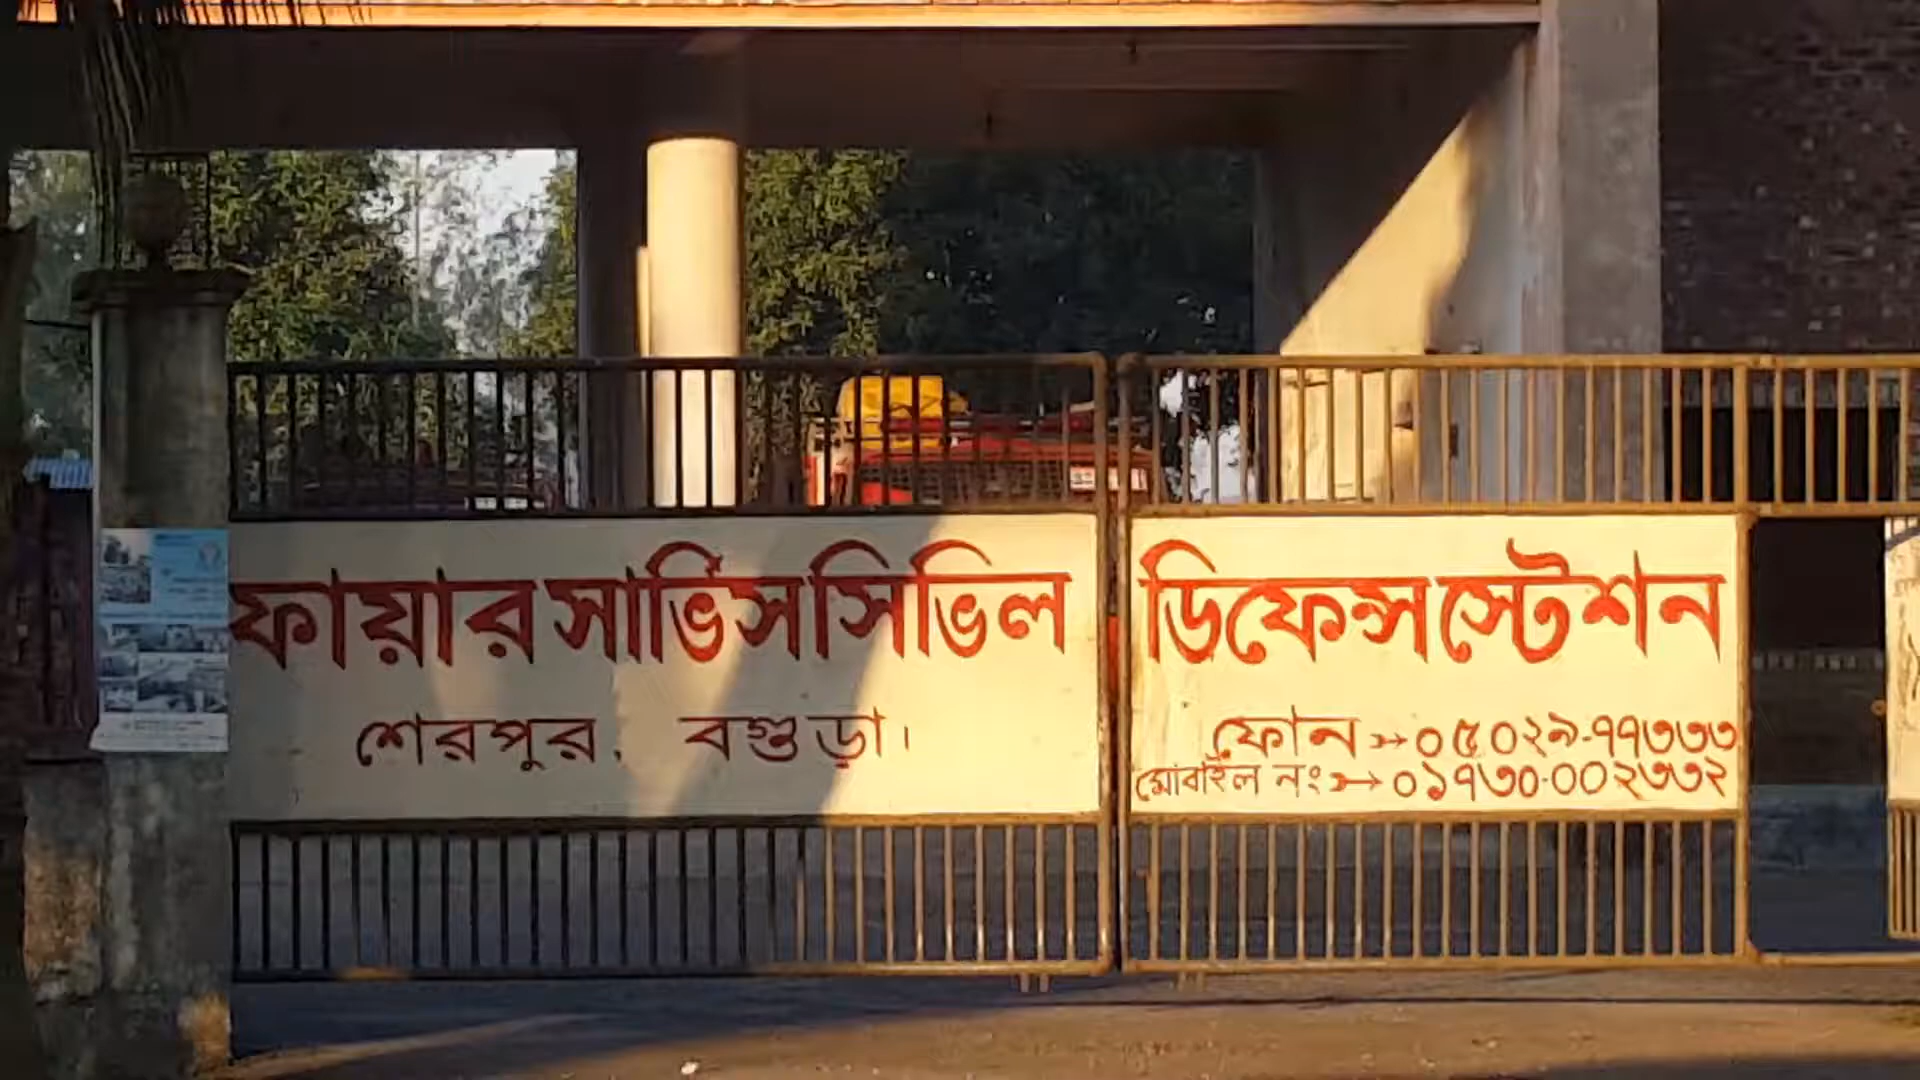 ফায়ার সার্ভিস সিভিল ডিফেন্স স্টেশন
শেরপুর, বগুড়া।
ফোন →০৫০২৯-৭৭৩৩৩
মোবাইল নং→০১৭৩০-০০২৩৩২